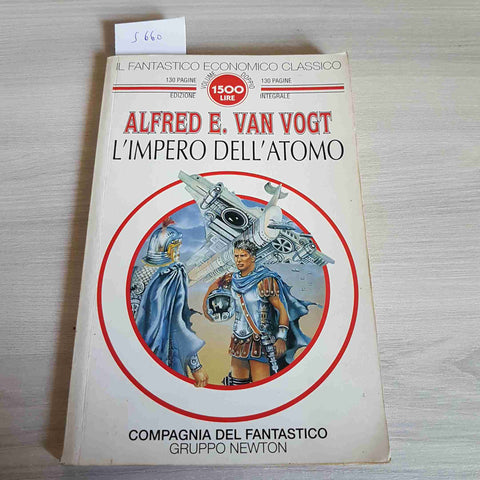 S 660
IL FANTASTICO ECONOMICO CLASSICO
130 PAGINE
VOLUME DOPPIO
130 PAGINE
1500
LIRE
EDIZIONE
INTEGRALE
ALFRED E. VAN VOGT
L'IMPERO DELL'ATOMO
COMPAGNIA DEL FANTASTICO
GRUPPO NEWTON